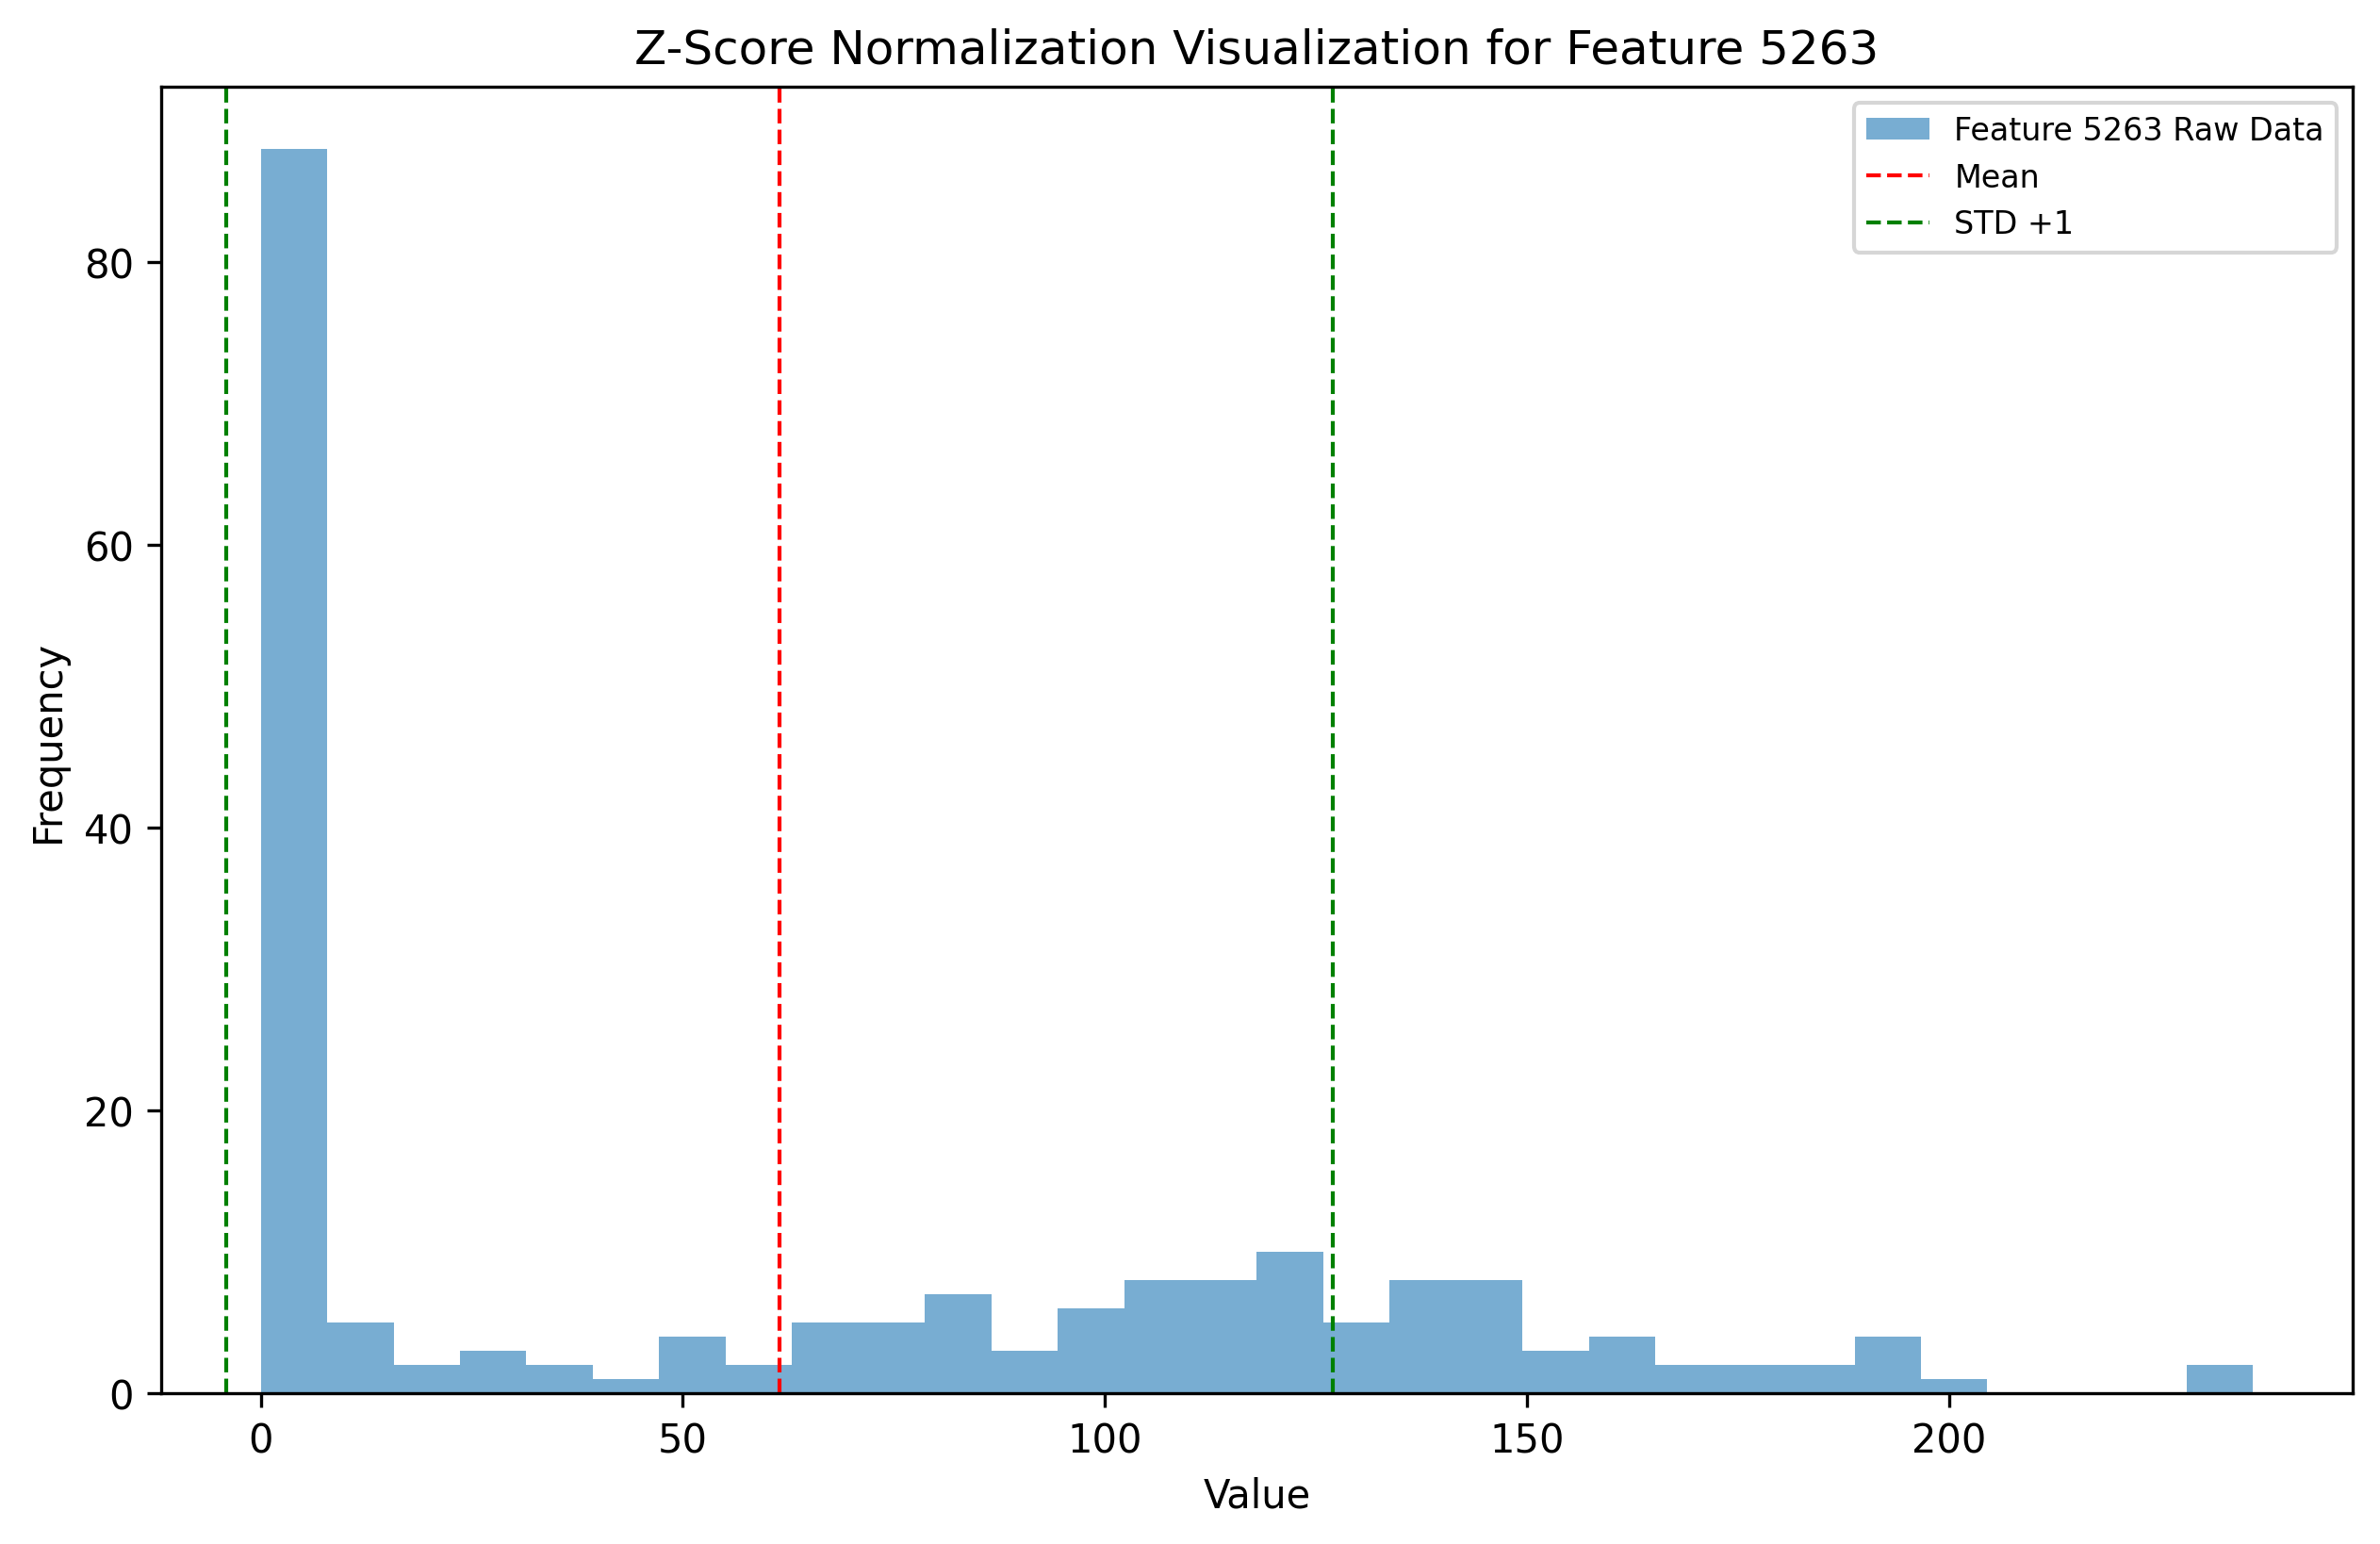 Z-Score Normalization Visualization for Feature 5263
Feature 5263 Raw Data
Mean
STD +1
80
60
40
20
0
Frequency
0 50 100 150 200
Value